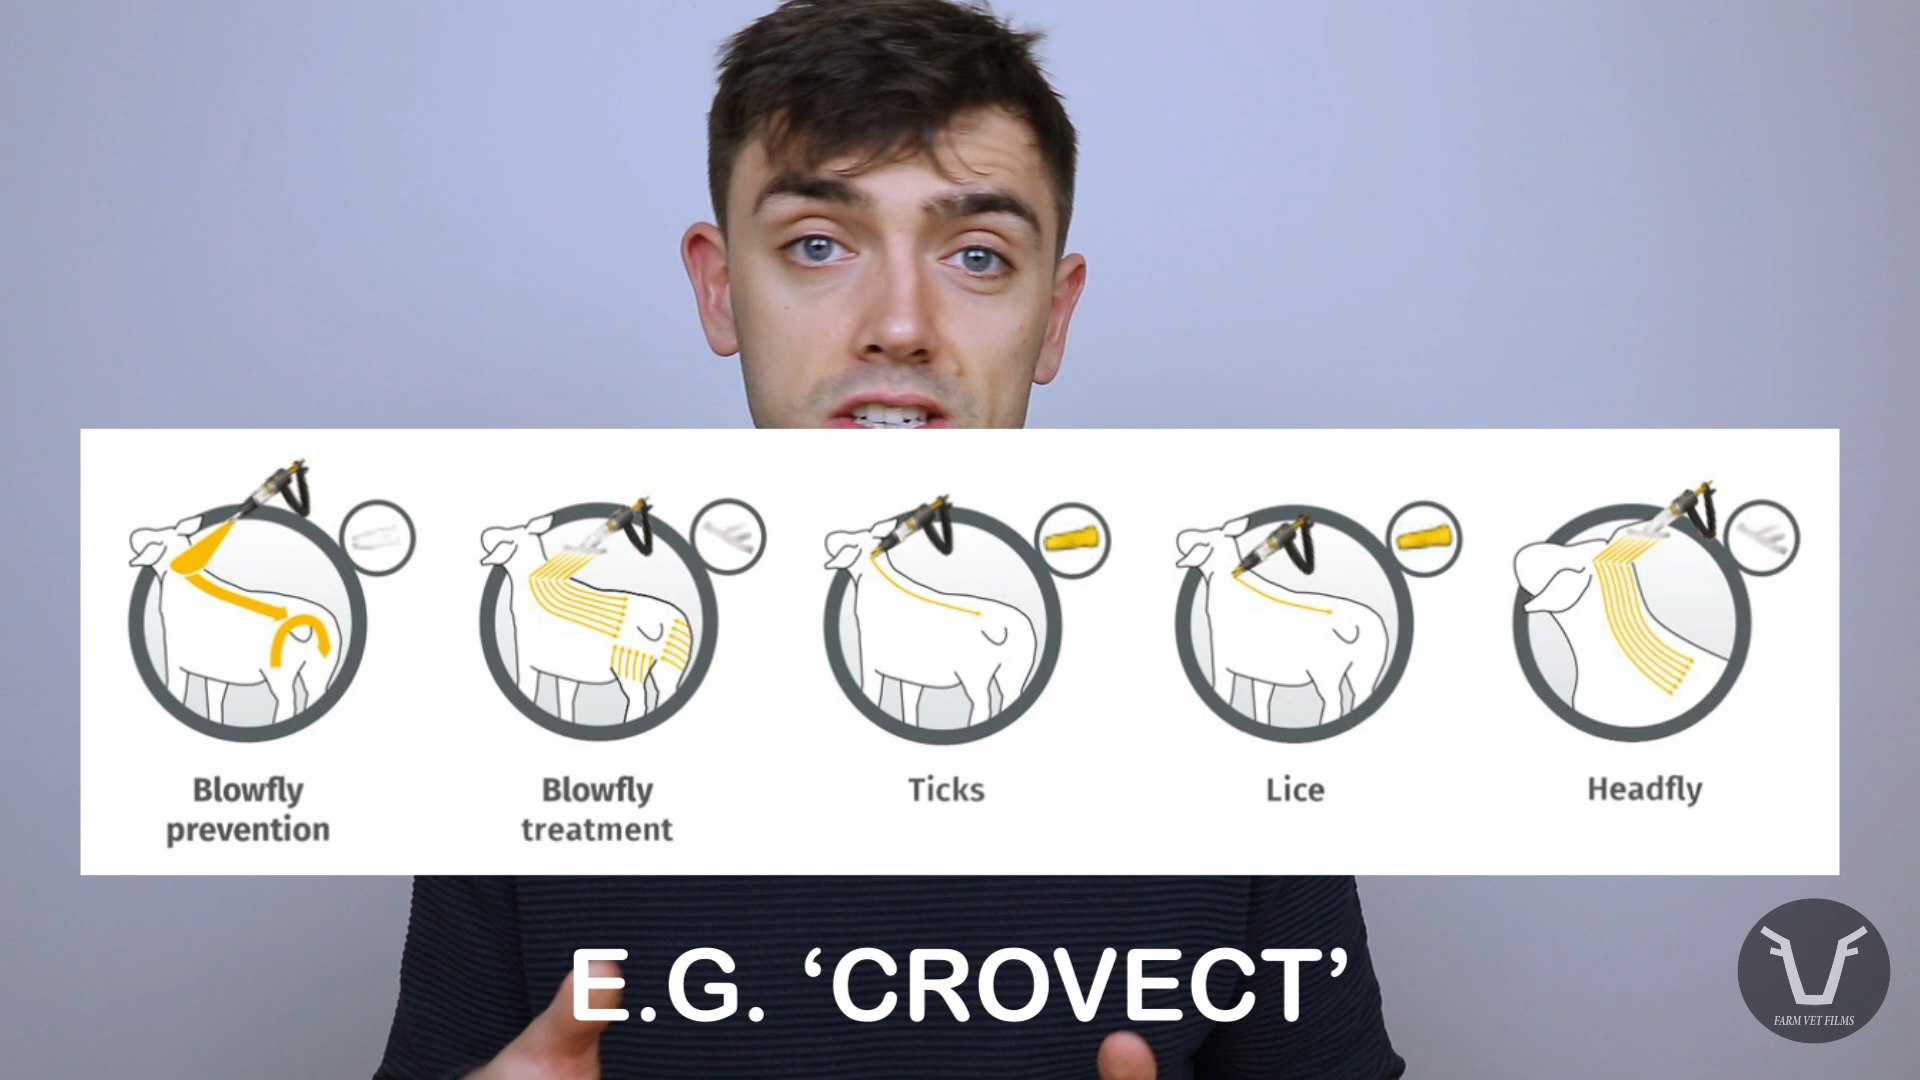 Blowfly
prevention
Blowfly
treatment
Ticks
Lice
Headfly
E.G. ‘CROVECT’
FARM VET FILMS